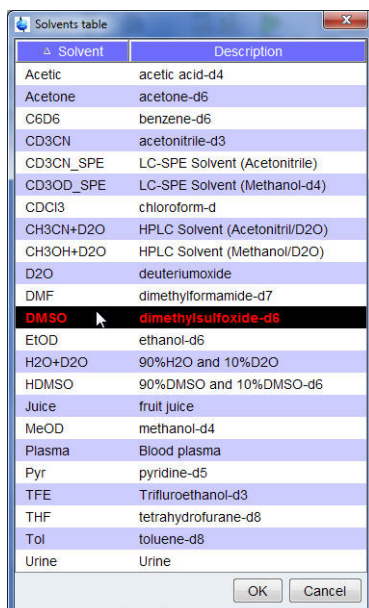 Solvents table
Solvent Description
Acetic acetic acid-d4
Acetone acetone-d6
C6D6 benzene-d6
CD3CN acetonitrile-d3
CD3CN_SPE LC-SPE Solvent (Acetonitrile)
CD3OD_SPE LC-SPE Solvent (Methanol-d4)
CDCl3 chloroform-d
CH3CN+D2O HPLC Solvent (Acetonitril/D2O)
CH3OH+D2O HPLC Solvent (Methanol/D2O)
D2O deuteriumoxide
DMF dimethylformamide-d7
DMSO dimethylsulfoxide-d6
EtOD ethanol-d6
H2O+D2O 90%H2O and 10%D2O
HDMSO 90%DMSO and 10%DMSO-d6
Juice fruit juice
MeOD methanol-d4
Plasma Blood plasma
Pyr pyridine-d5
TFE Trifluroethanol-d3
THF tetrahydrofurane-d8
Tol toluene-d8
Urine Urine
OK Cancel